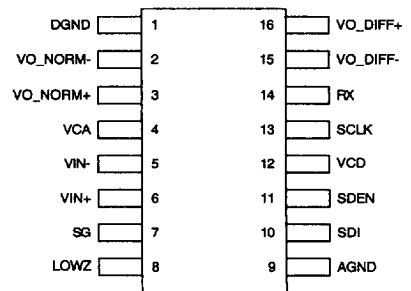 DGND 1 16 VO_DIFF+
VO_NORM- 2 15 VO_DIFF-
VO_NORM+ 3 14 RX
VCA 4 13 SCLK
VIN- 5 12 VCD
VIN+ 6 11 SDEN
SG 7 10 SDI
LOWZ 8 9 AGND